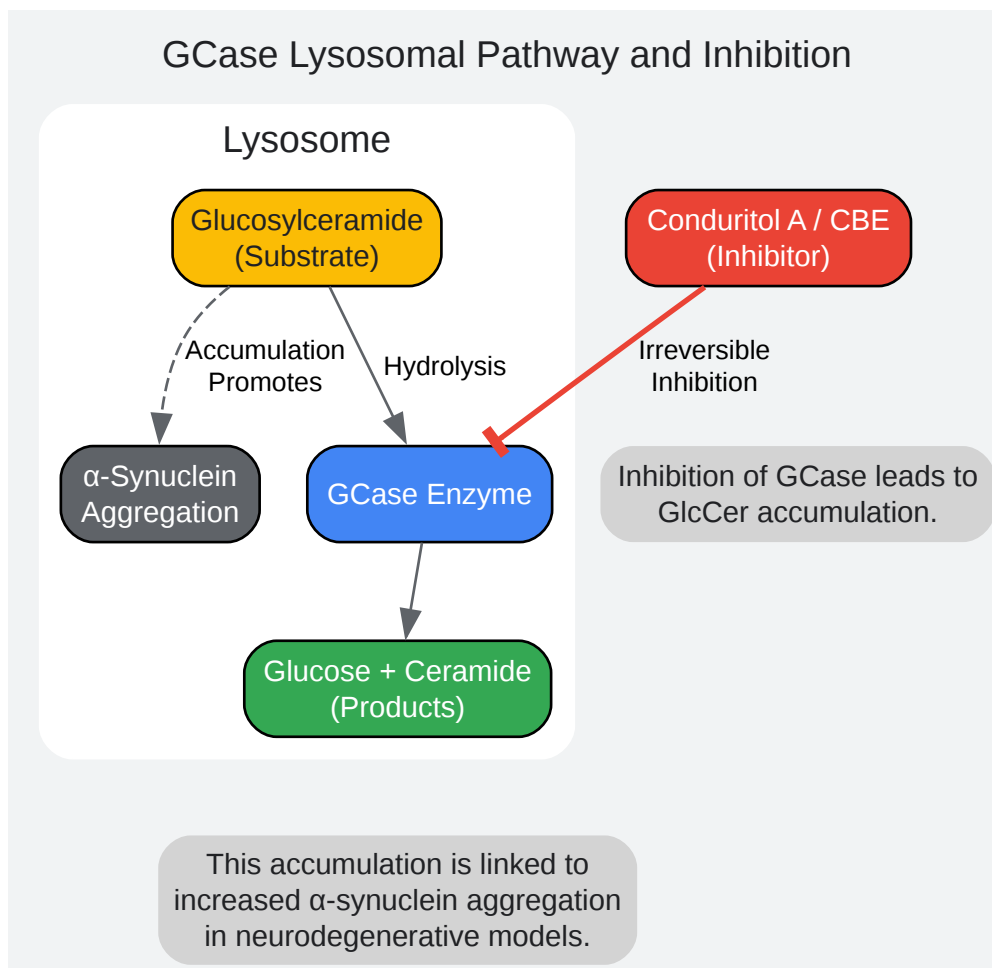 GCase Lysosomal Pathway and Inhibition
Lysosome
Glucosylceramide
(Substrate)
Conduritol A / CBE
(Inhibitor)
Accumulation
Promotes
Hydrolysis
Irreversible
Inhibition
α-Synuclein
Aggregation
GCase Enzyme
Inhibition of GCase leads to
GlcCer accumulation.
Glucose + Ceramide
(Products)
This accumulation is linked to
increased α-synuclein aggregation
in neurodegenerative models.